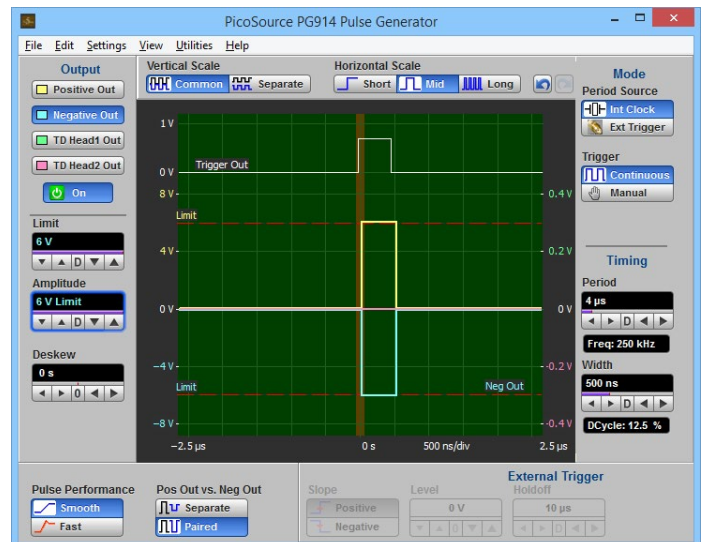 PicoSource PG914 Pulse Generator
File Edit Settings View Utilities Help
Output
Positive Out
Negative Out
TD Head1 Out
TD Head2 Out
On
Limit
6 V
D
Amplitude
6 V Limit
D
Deskew
0 s
0
Vertical Scale
Common Separate
Horizontal Scale
Short Mid Long
1 V
Trigger Out
0 V
8 V
0.4 V
Limit
4 V
0.2 V
0 V
0 V
−4 V
-0.2 V
Limit
Neg Out
−8 V
-0.4 V
−2.5 µs 0 s 500 ns/div 2.5 µs
Mode
Period Source
Int Clock
Ext Trigger
Trigger
Continuous
Manual
Timing
Period
4 µs
D
Freq: 250 kHz
Width
500 ns
D
DCycle: 12.5 %
Pulse Performance
Smooth
Fast
Pos Out vs. Neg Out
Separate
Paired
External Trigger
Slope
Positive
Negative
Level
0 V
0
Holdoff
10 µs
0